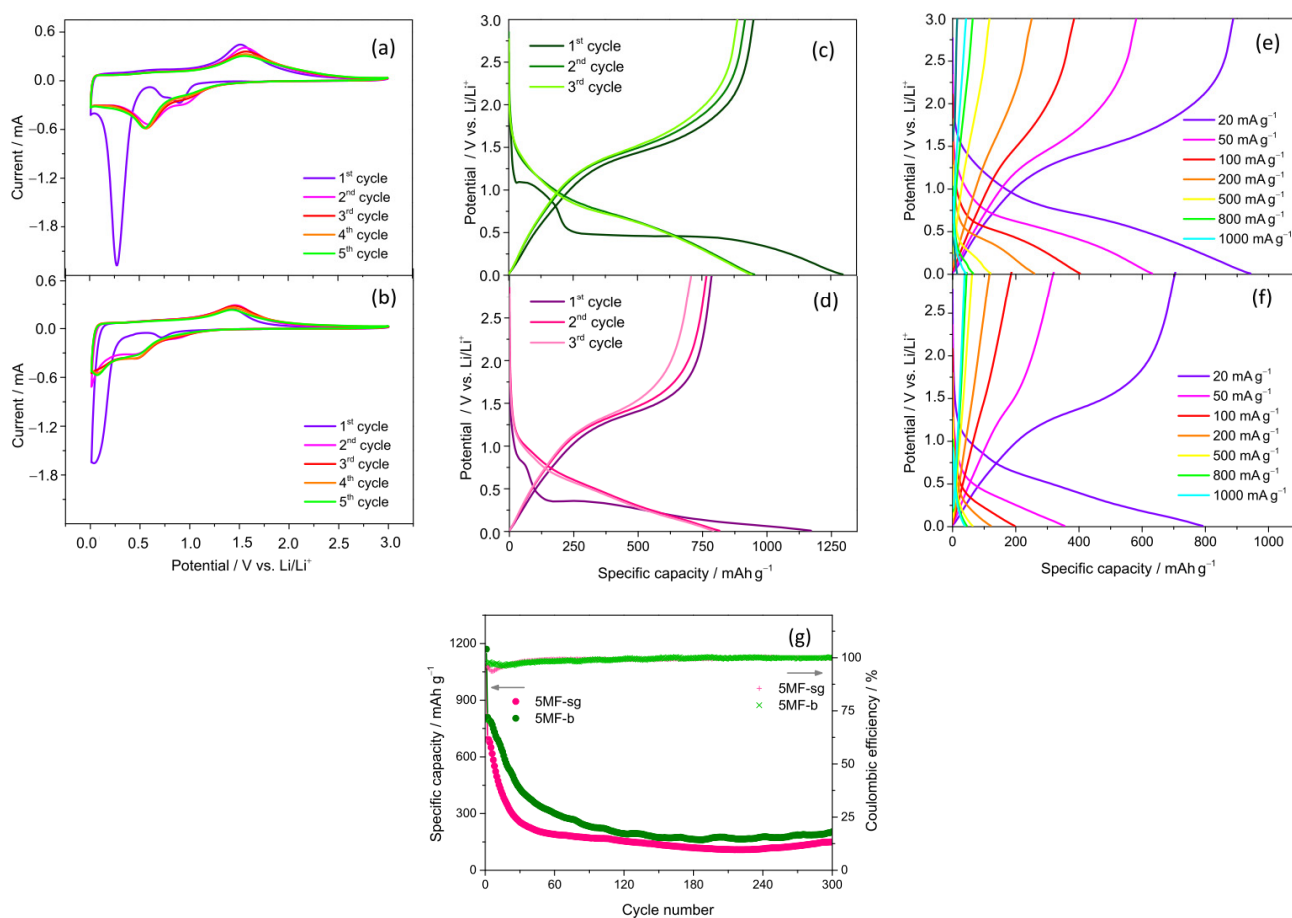 (a)
0.6
0.0
−0.6
−1.2
−1.8
Current / mA
1st cycle
2nd cycle
3rd cycle
4th cycle
5th cycle
(b)
0.6
0.0
−0.6
−1.2
−1.8
Current / mA
1st cycle
2nd cycle
3rd cycle
4th cycle
5th cycle
0.0 0.5 1.0 1.5 2.0 2.5 3.0
Potential / V vs. Li/Li+
(c)
3.0
2.5
2.0
1.5
1.0
0.5
0.0
Potential / V vs. Li/Li+
1st cycle
2nd cycle
3rd cycle
(d)
2.5
2.0
1.5
1.0
0.5
0.0
Potential / V vs. Li/Li+
1st cycle
2nd cycle
3rd cycle
0 250 500 750 1000 1250
Specific capacity / mAh g−1
(e)
3.0
2.5
2.0
1.5
1.0
0.5
0.0
Potential / V vs. Li/Li+
20 mA g−1
50 mA g−1
100 mA g−1
200 mA g−1
500 mA g−1
800 mA g−1
1000 mA g−1
(f)
2.5
2.0
1.5
1.0
0.5
0.0
Potential / V vs. Li/Li+
20 mA g−1
50 mA g−1
100 mA g−1
200 mA g−1
500 mA g−1
800 mA g−1
1000 mA g−1
0 200 400 600 800 1000
Specific capacity / mAh g−1
(g)
1200
900
600
300
0
Specific capacity / mAh g−1
5MF-sg
5MF-b
5MF-sg
5MF-b
100
75
50
25
0
Coulombic efficiency / %
0 60 120 180 240 300
Cycle number